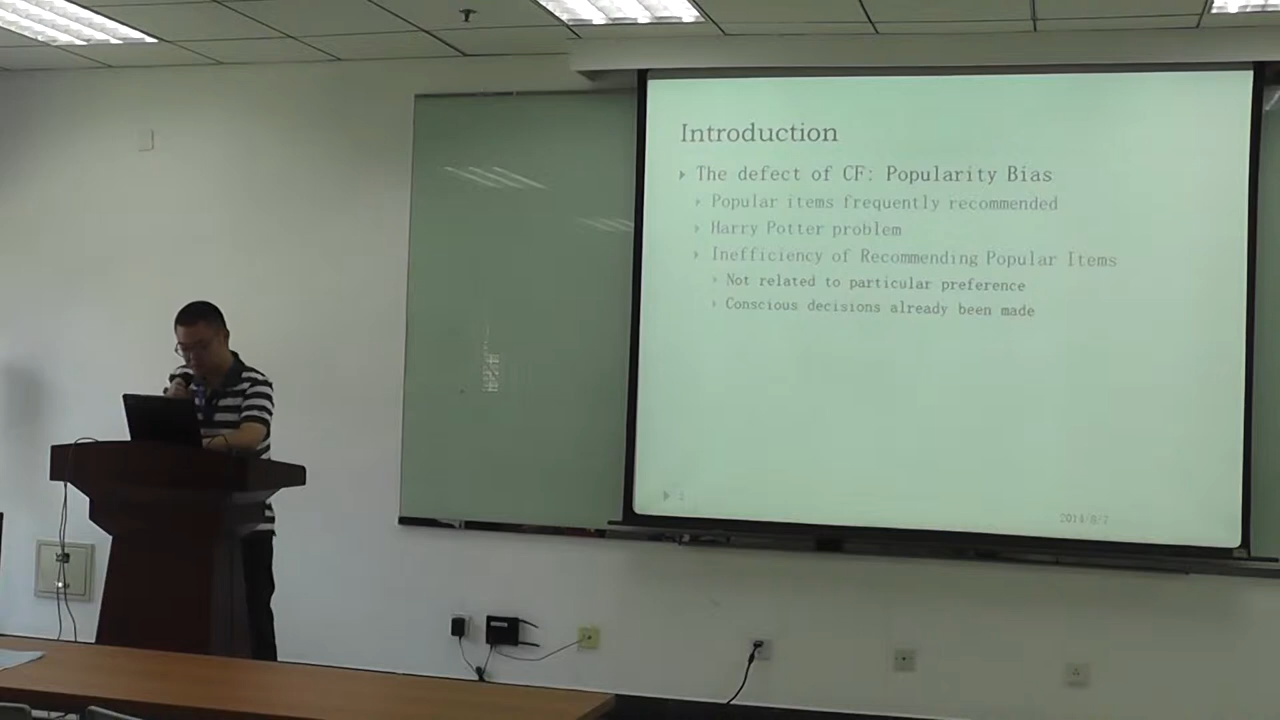 Introduction
The defect of CF: Popularity Bias
Popular items frequently recommended
Harry Potter problem
Inefficiency of Recommending Popular Items
Not related to particular preference
Conscious decisions already been made
2014/8/7